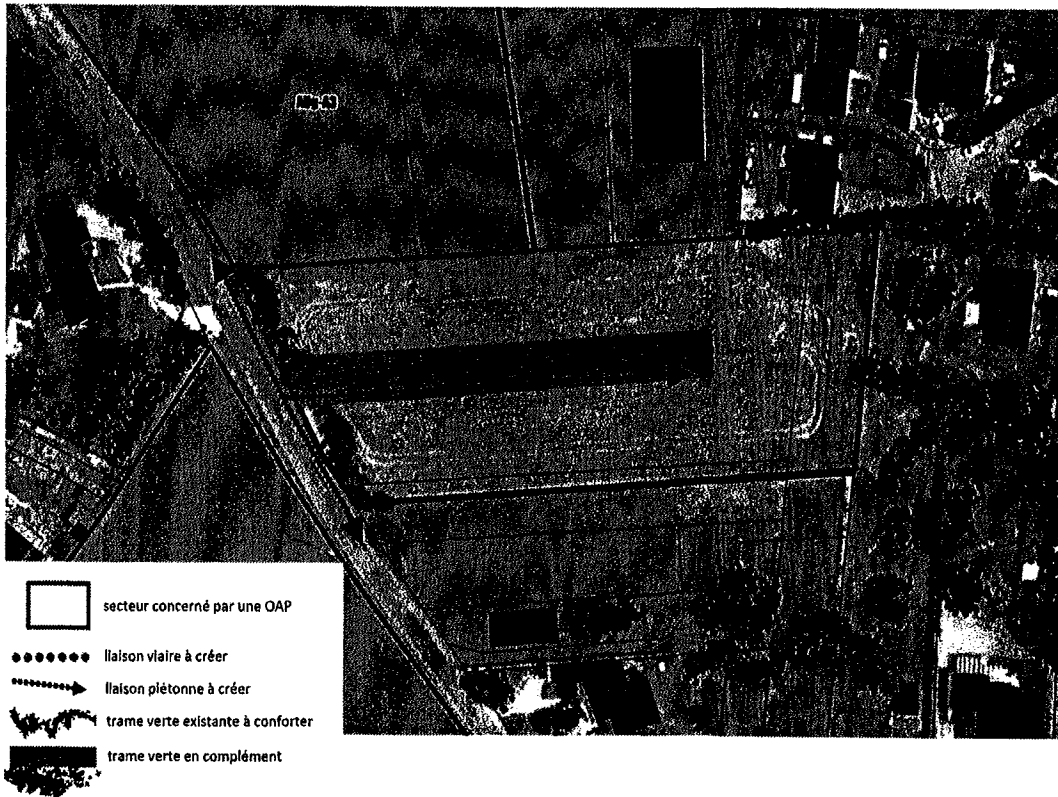 secteur concerné par une OAP
liaison viaire à créer
liaison piétonne à créer
trame verte existante à conforter
trame verte en complément